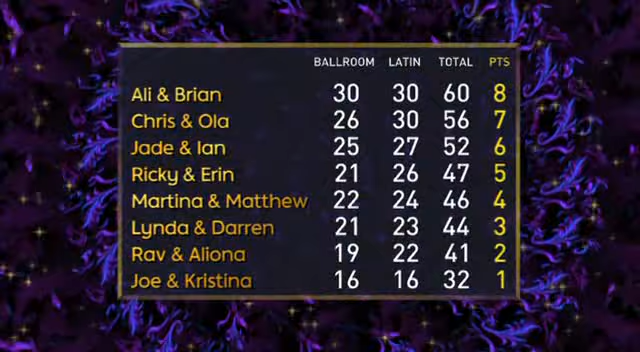 BALLROOM LATIN TOTAL PTS
Ali & Brian 30 30 60 8
Chris & Ola 26 30 56 7
Jade & Ian 25 27 52 6
Ricky & Erin 21 26 47 5
Martina & Matthew 22 24 46 4
Lynda & Darren 21 23 44 3
Rav & Aliona 19 22 41 2
Joe & Kristina 16 16 32 1